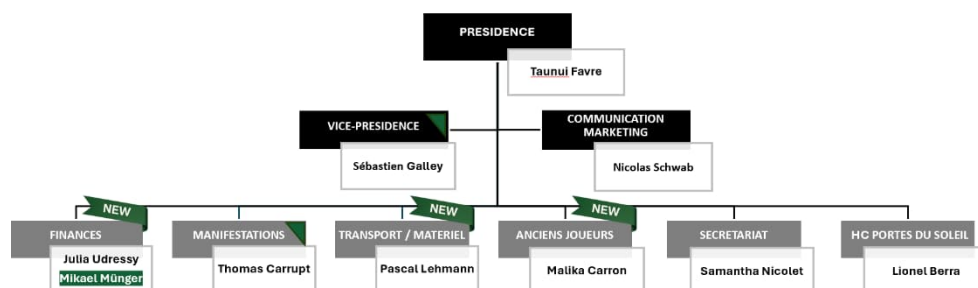 PRESIDENCE
Taunui Favre
VICE-PRESIDENCE
Sébastien Galley
COMMUNICATION
MARKETING
Nicolas Schwab
NEW
FINANCES
Julia Udressy
Mikael Münger
MANIFESTATIONS
Thomas Carrupt
NEW
TRANSPORT / MATERIEL
Pascal Lehmann
NEW
ANCIENS JOUEURS
Malika Carron
SECRETARIAT
Samantha Nicolet
HC PORTES DU SOLEIL
Lionel Berra